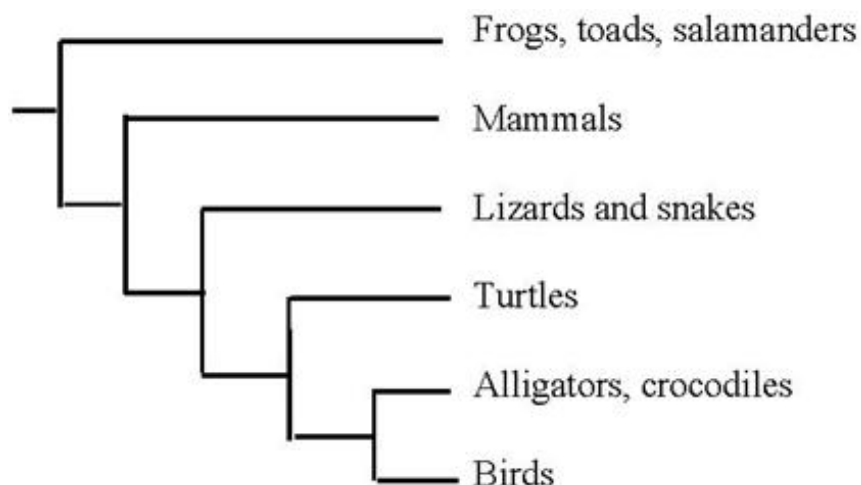 Frogs, toads, salamanders
Mammals
Lizards and snakes
Turtles
Alligators, crocodiles
Birds